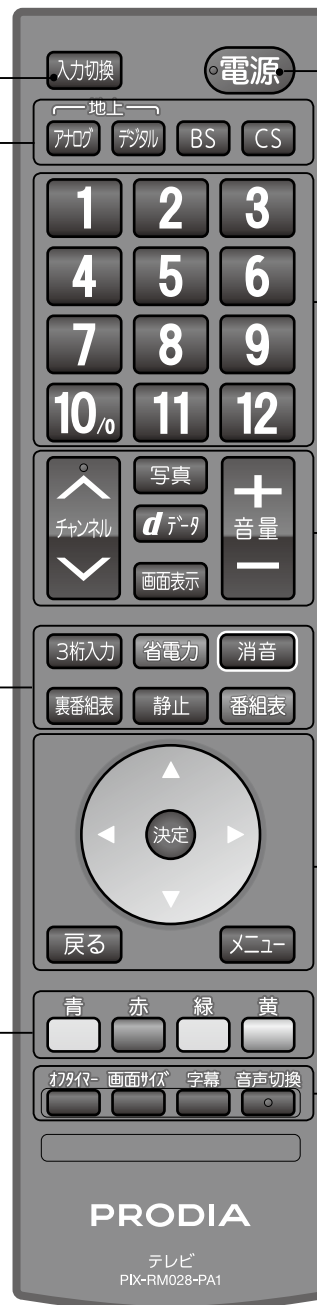 入力切換 電源
地上
アナログ デジタル BS CS
1 2 3
4 5 6
7 8 9
10/0 11 12
写真
チャンネル dデータ + 音量 −
画面表示
3桁入力 省電力 消音
裏番組表 静止 番組表
決定
戻る メニュー
青 赤 緑 黄
オフタイマー 画面サイズ 字幕 音声切換
PRODIA
テレビ
PIX-RM028-PA1